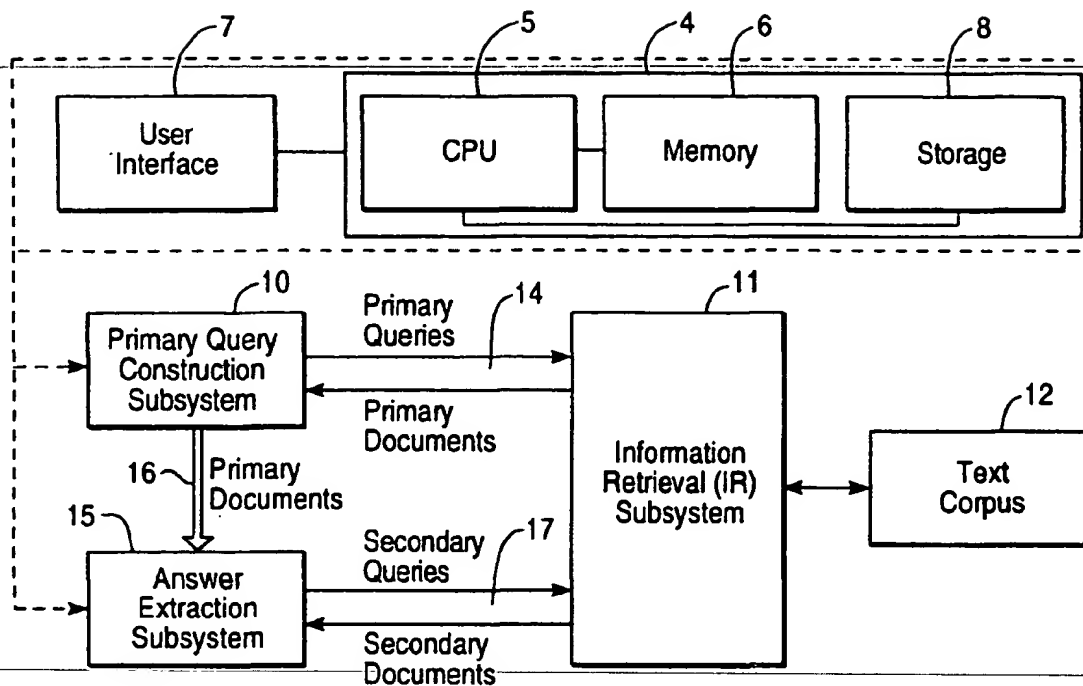 7
5
4
6
8
User
Interface
CPU
Memory
Storage
10
Primary
Queries
14
11
Primary Query
Construction
Subsystem
Primary
Documents
12
16
Primary
Documents
Information
Retrieval (IR)
Subsystem
Text
Corpus
15
Secondary
Queries
17
Answer
Extraction
Subsystem
Secondary
Documents